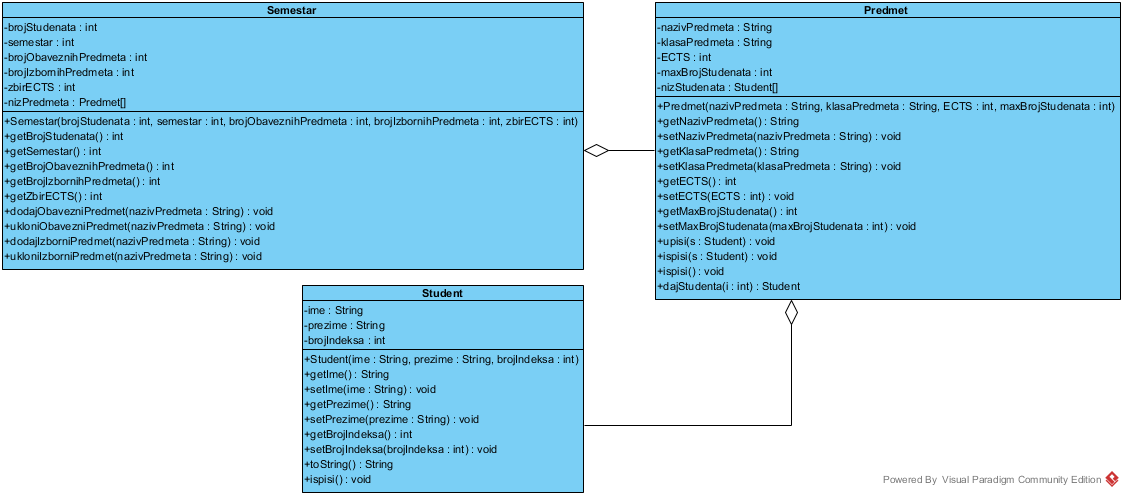 Semestar
-brojStudenata : int
-semestar : int
-brojObaveznihPredmeta : int
-brojIzbornihPredmeta : int
-zbirECTS : int
-nizPredmeta : Predmet[]
+Semestar(brojStudenata : int, semestar : int, brojObaveznihPredmeta : int, brojIzbornihPredmeta : int, zbirECTS : int)
+getBrojStudenata() : int
+getSemestar() : int
+getBrojObaveznihPredmeta() : int
+getBrojIzbornihPredmeta() : int
+getZbirECTS() : int
+dodajObavezniPredmet(nazivPredmeta : String) : void
+ukloniObavezniPredmet(nazivPredmeta : String) : void
+dodajIzborniPredmet(nazivPredmeta : String) : void
+ukloniIzborniPredmet(nazivPredmeta : String) : void
Predmet
-nazivPredmeta : String
-klasaPredmeta : String
-ECTS : int
-maxBrojStudenata : int
-nizStudenata : Student[]
+Predmet(nazivPredmeta : String, klasaPredmeta : String, ECTS : int, maxBrojStudenata : int)
+getNazivPredmeta() : String
+setNazivPredmeta(nazivPredmeta : String) : void
+getKlasaPredmeta() : String
+setKlasaPredmeta(klasaPredmeta : String) : void
+getECTS() : int
+setECTS(ECTS : int) : void
+getMaxBrojStudenata() : int
+setMaxBrojStudenata(maxBrojStudenata : int) : void
+upisi(s : Student) : void
+ispisi(s : Student) : void
+ispisi() : void
+dajStudenta(i : int) : Student
Student
-ime : String
-prezime : String
-brojIndeksa : int
+Student(ime : String, prezime : String, brojIndeksa : int)
+getIme() : String
+setIme(ime : String) : void
+getPrezime() : String
+setPrezime(prezime : String) : void
+getBrojIndeksa() : int
+setBrojIndeksa(brojIndeksa : int) : void
+toString() : String
+ispisi() : void
Powered By Visual Paradigm Community Edition